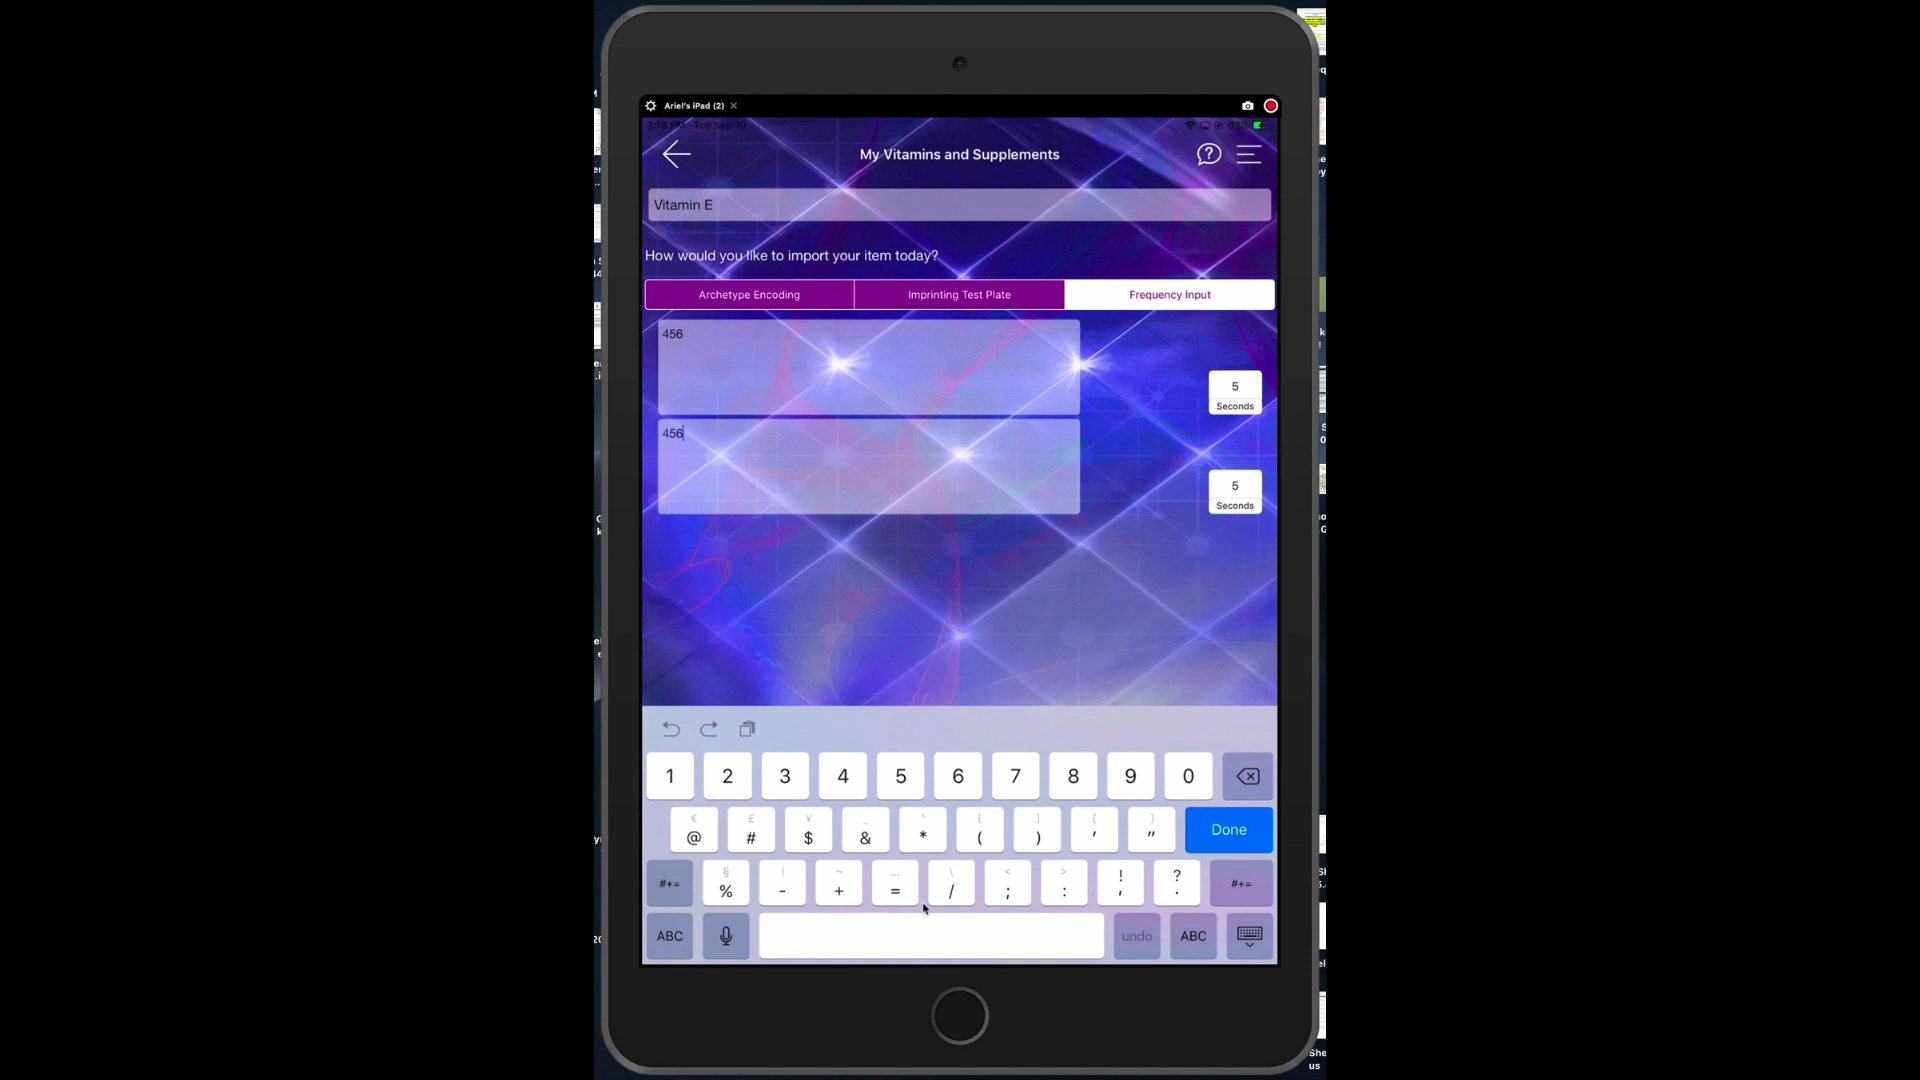 Ariel's iPad (2)
3:18 PM Tue Sep 10
My Vitamins and Supplements
Vitamin E
How would you like to import your item today?
Archetype Encoding
Imprinting Test Plate
Frequency Input
456
5
Seconds
456
5
Seconds
1 2 3 4 5 6 7 8 9 0
€ £ ¥ _ ^ [ ] { }
@ # $ & * ( ) ' "
Done
§ | ~ … \ < > ! ?
#+= % - + = / ; : , . #+=
ABC
undo
ABC
She
us